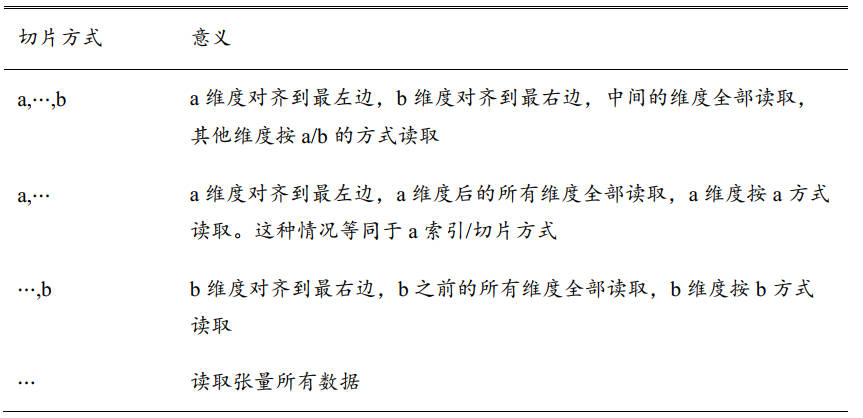 切片方式 意义
a,⋯,b a 维度对齐到最左边，b 维度对齐到最右边，中间的维度全部读取，
其他维度按 a/b 的方式读取
a,⋯ a 维度对齐到最左边，a 维度后的所有维度全部读取，a 维度按 a 方式
读取。这种情况等同于 a 索引/切片方式
⋯,b b 维度对齐到最右边，b 之前的所有维度全部读取，b 维度按 b 方式
读取
⋯ 读取张量所有数据